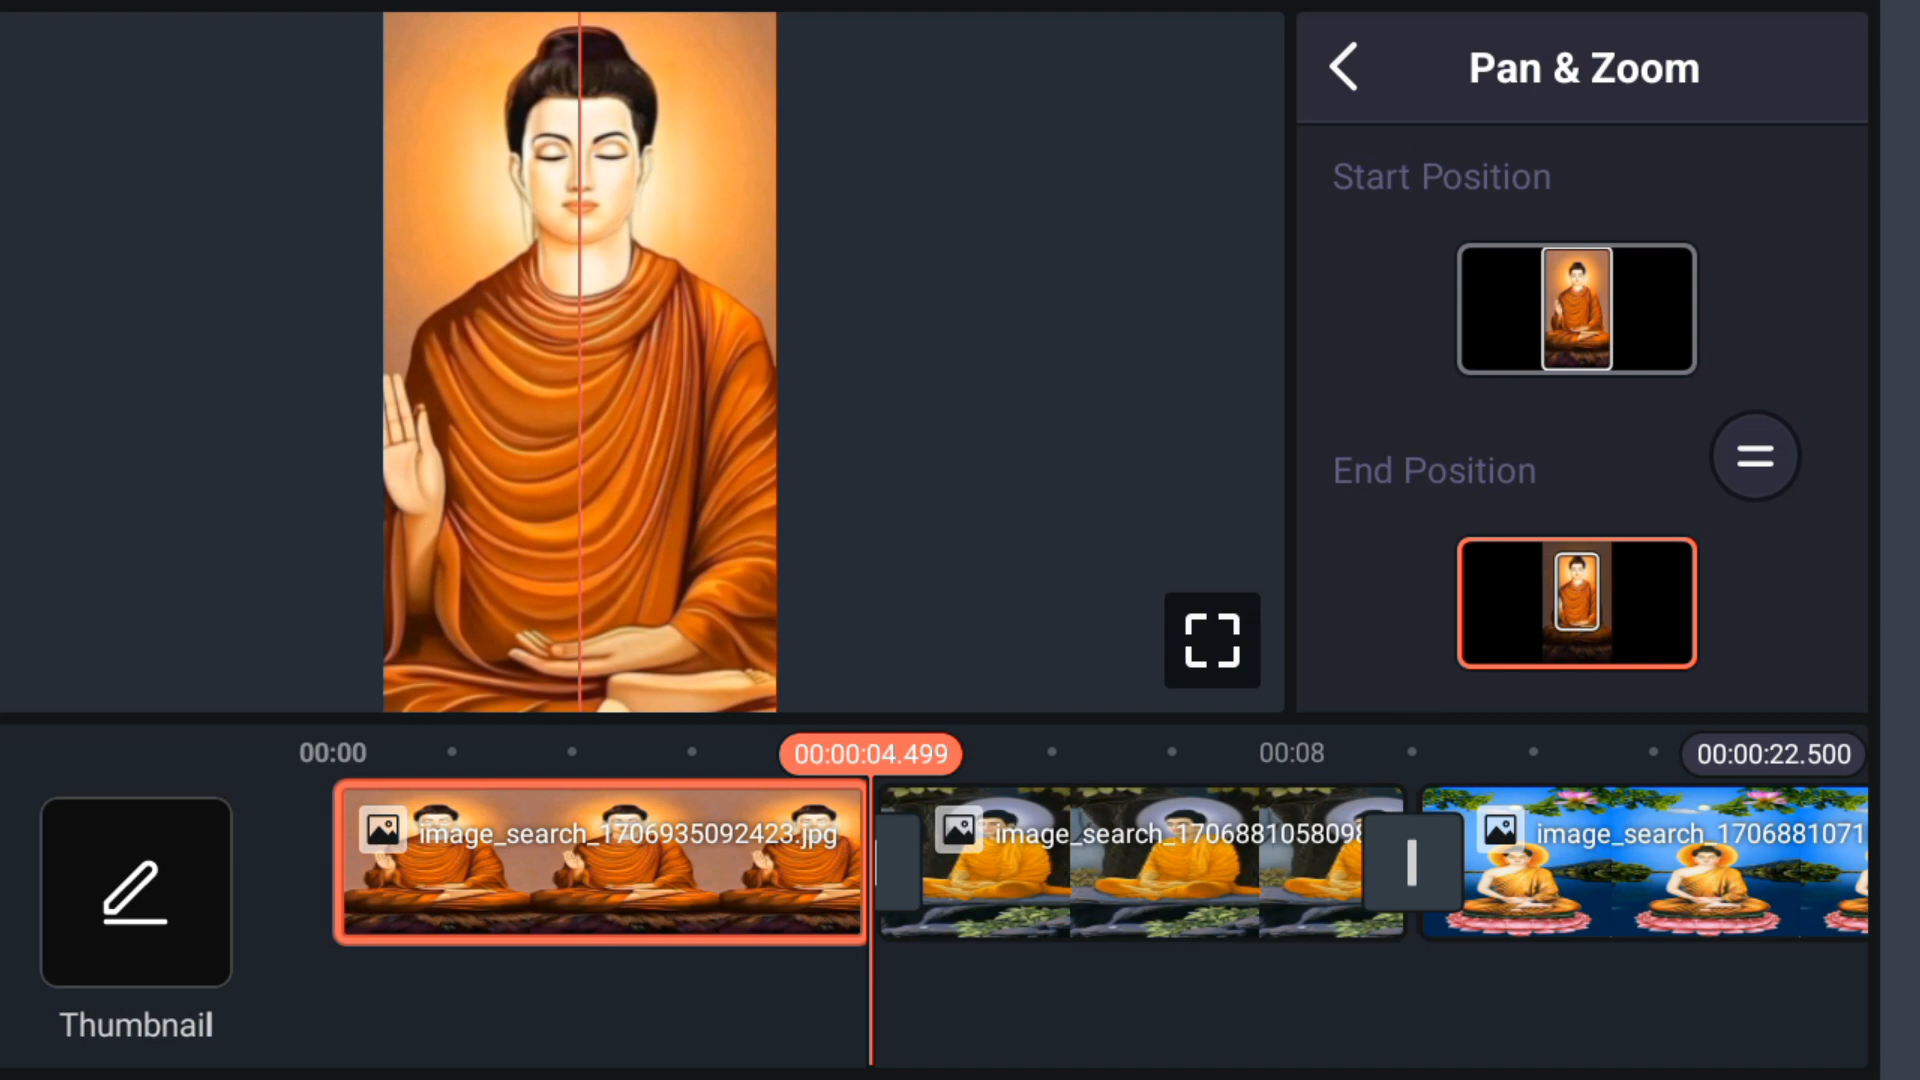 Pan & Zoom
Start Position
End Position
00:00
00:00:04.499
00:08
00:00:22.500
image_search_1706935092423.jpg
image_search_170688105809
image_search_1706881071
Thumbnail